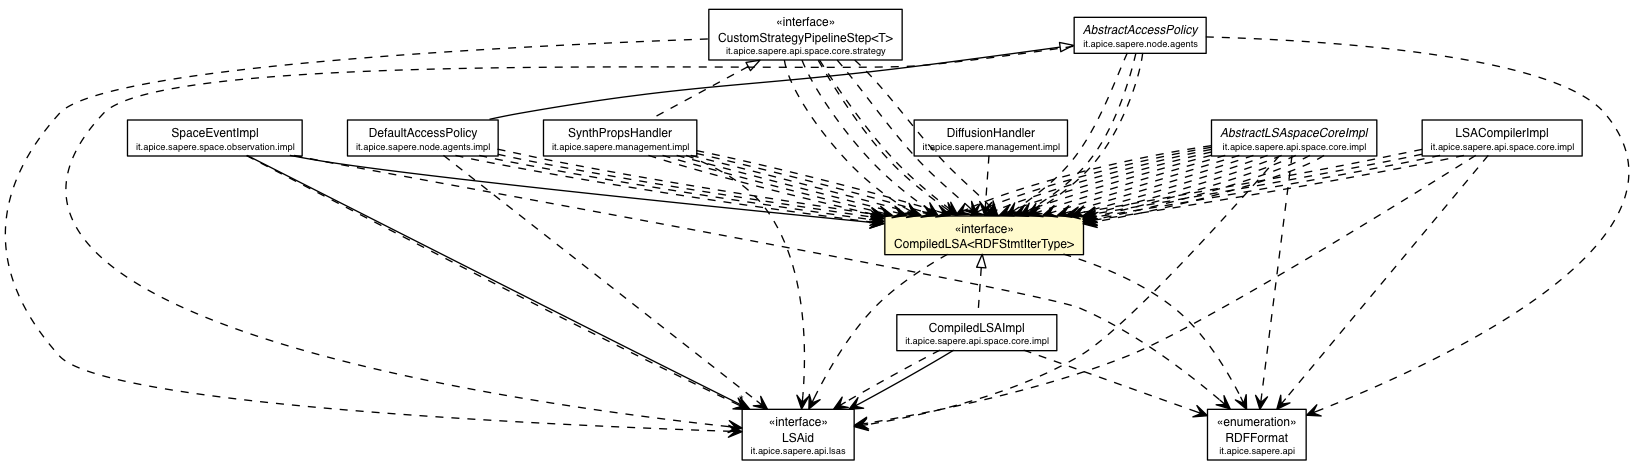 «interface»
CustomStrategyPipelineStep<T>
it.apice.sapere.api.space.core.strategy
AbstractAccessPolicy
it.apice.sapere.node.agents
SpaceEventImpl
it.apice.sapere.space.observation.impl
DefaultAccessPolicy
it.apice.sapere.node.agents.impl
SynthPropsHandler
it.apice.sapere.management.impl
DiffusionHandler
it.apice.sapere.management.impl
AbstractLSAspaceCoreImpl
it.apice.sapere.api.space.core.impl
LSACompilerImpl
it.apice.sapere.api.space.core.impl
«interface»
CompiledLSA<RDFStmtIterType>
CompiledLSAImpl
it.apice.sapere.api.space.core.impl
«interface»
LSAid
it.apice.sapere.api.lsas
«enumeration»
RDFFormat
it.apice.sapere.api